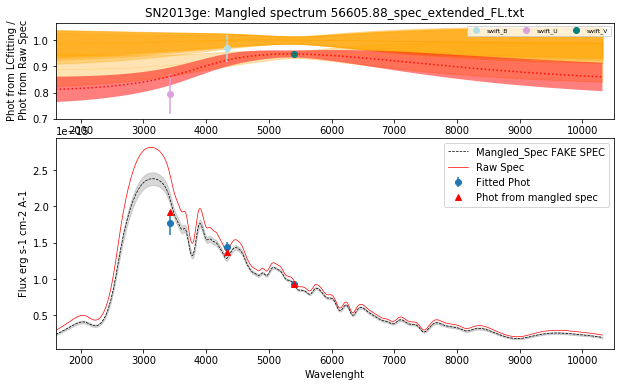 SN2013ge: Mangled spectrum 56605.88_spec_extended_FL.txt
Phot from LCfitting /
Phot from Raw Spec
1.0
0.9
0.8
0.7
swift_B
swift_U
swift_V
2000 3000 4000 5000 6000 7000 8000 9000 10000
1e−15
Flux erg s-1 cm-2 A-1
2.5
2.0
1.5
1.0
0.5
Mangled_Spec FAKE SPEC
Raw Spec
Fitted Phot
Phot from mangled spec
2000 3000 4000 5000 6000 7000 8000 9000 10000
Wavelenght